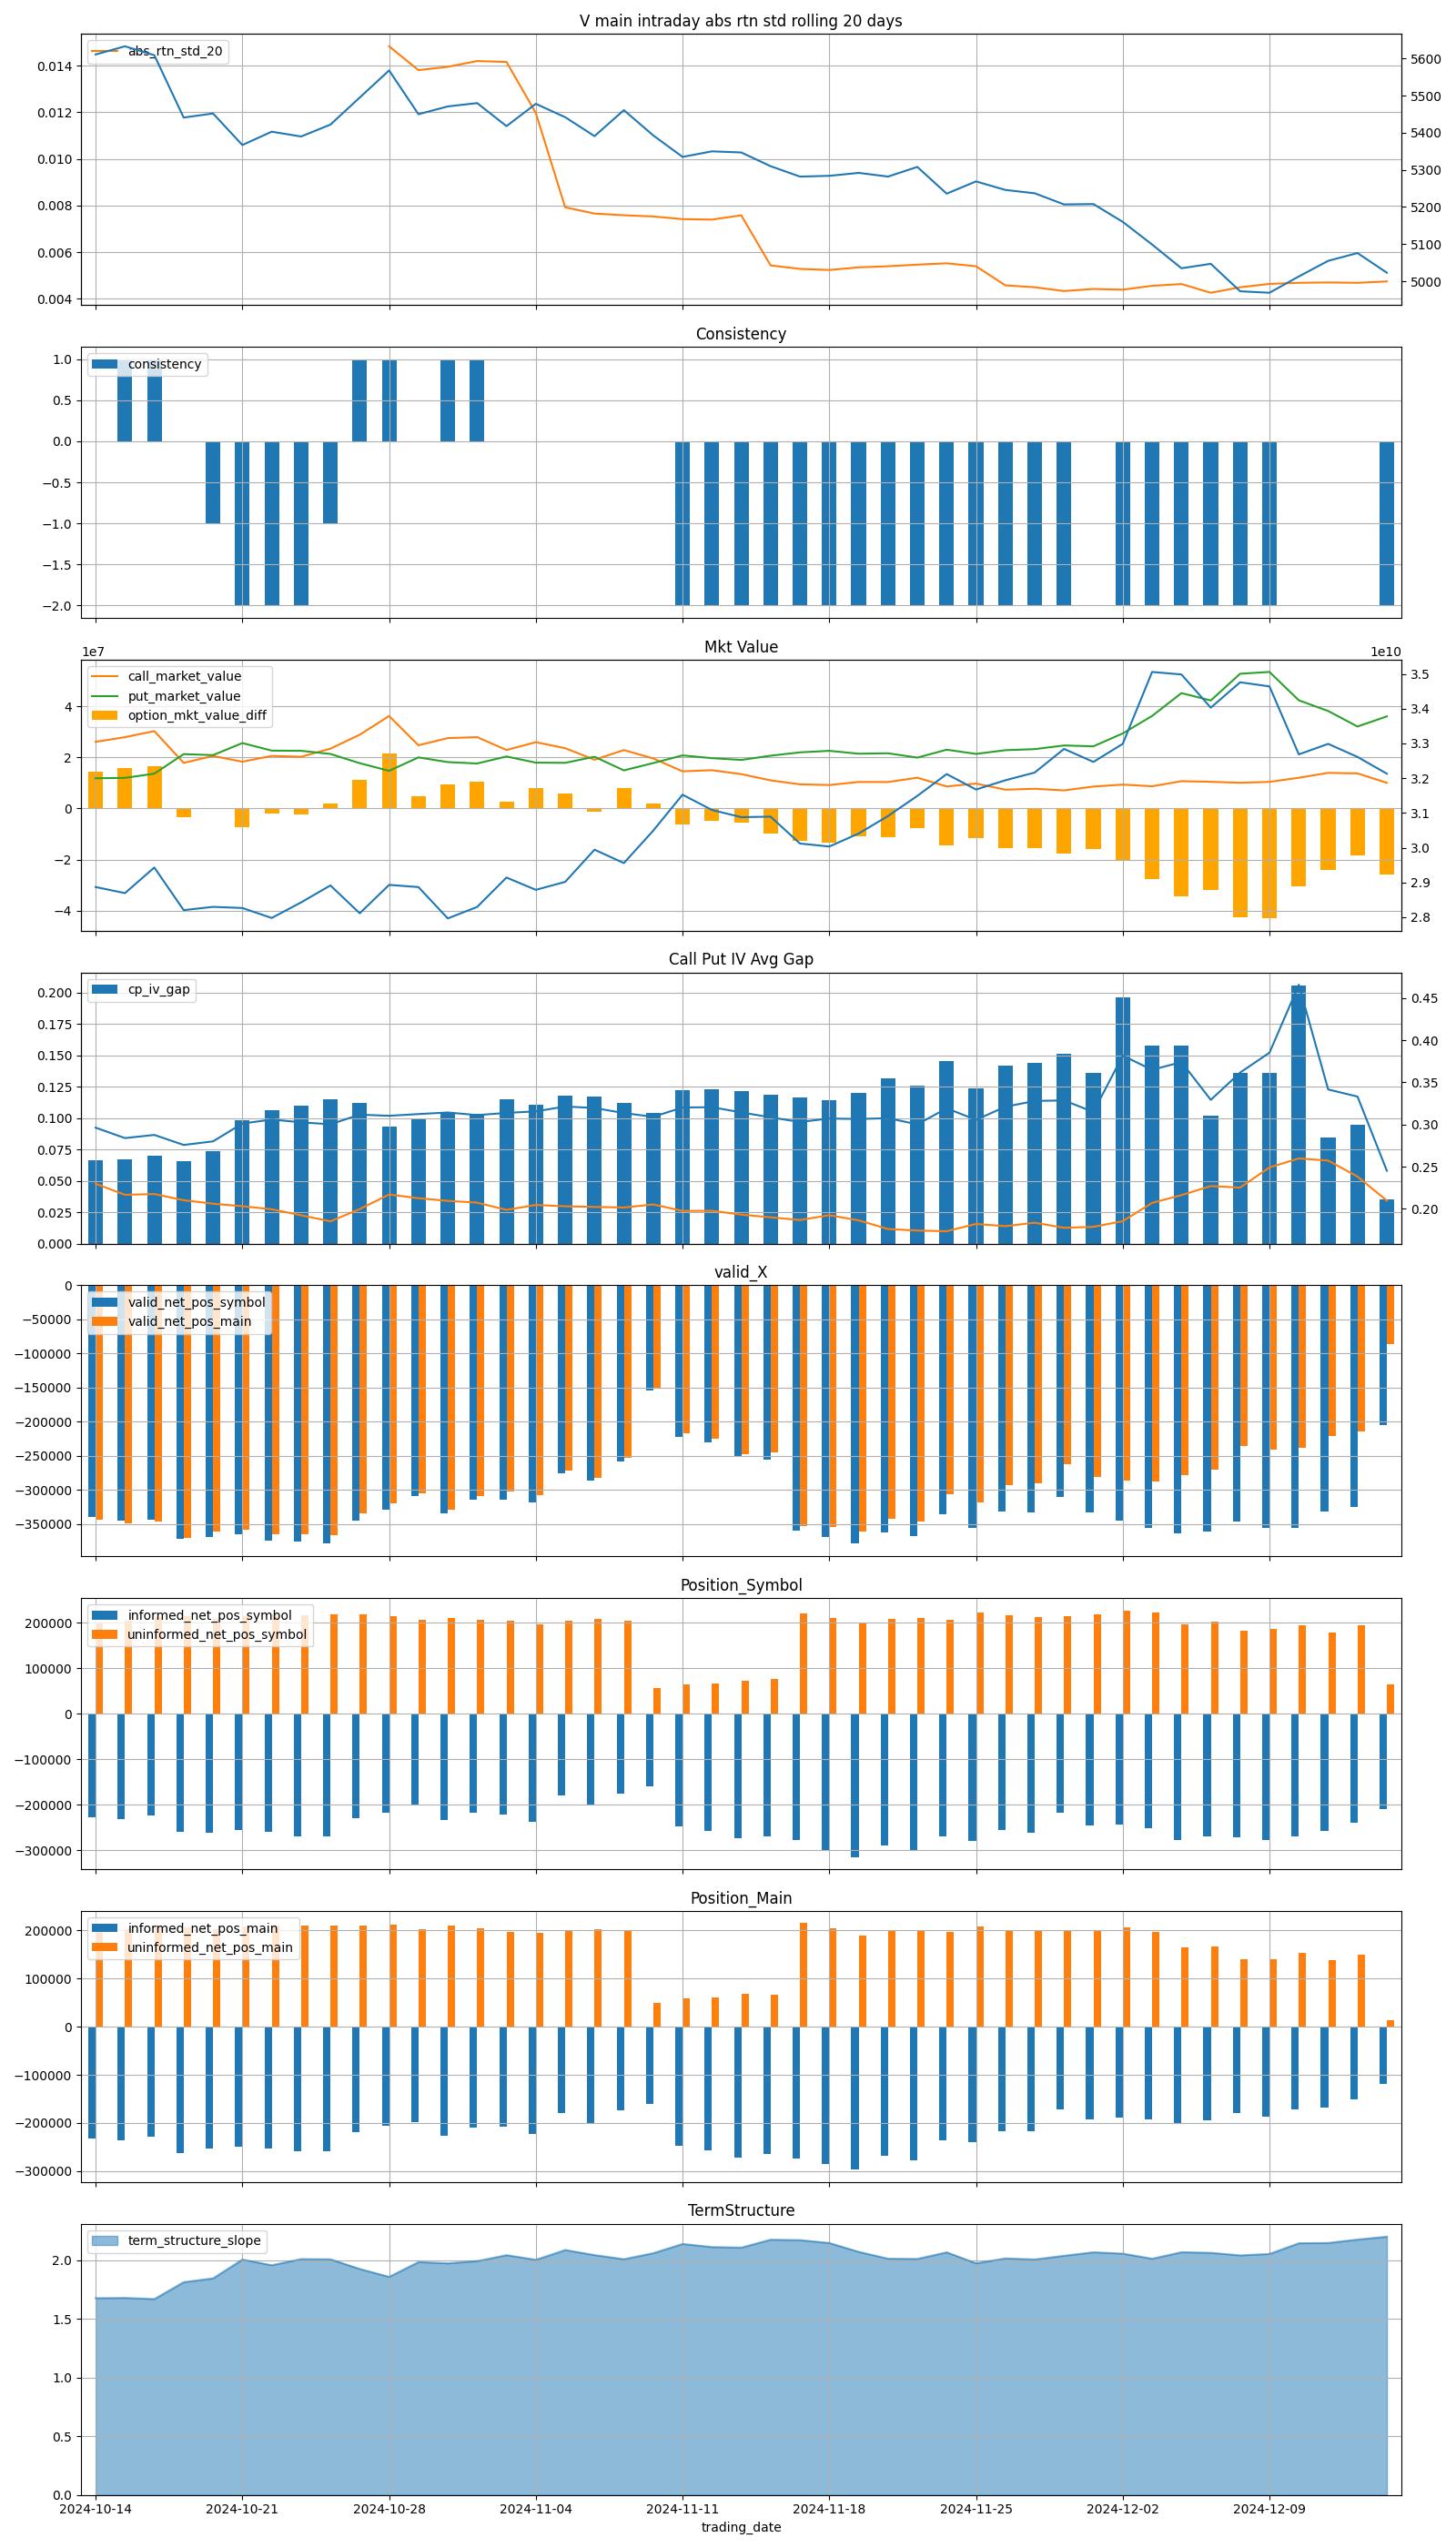 V main intraday abs rtn std rolling 20 days
abs_rtn_std_20
0.014
0.012
0.010
0.008
0.006
0.004
5600
5500
5400
5300
5200
5100
5000
Consistency
consistency
1.0
0.5
0.0
−0.5
−1.0
−1.5
−2.0
Mkt Value
1e7
1e10
call_market_value
put_market_value
option_mkt_value_diff
4
2
0
−2
−4
3.5
3.4
3.3
3.2
3.1
3.0
2.9
2.8
Call Put IV Avg Gap
cp_iv_gap
0.200
0.175
0.150
0.125
0.100
0.075
0.050
0.025
0.000
0.45
0.40
0.35
0.30
0.25
0.20
valid_X
valid_net_pos_symbol
valid_net_pos_main
0
−50000
−100000
−150000
−200000
−250000
−300000
−350000
Position_Symbol
informed_net_pos_symbol
uninformed_net_pos_symbol
200000
100000
0
−100000
−200000
−300000
Position_Main
informed_net_pos_main
uninformed_net_pos_main
200000
100000
0
−100000
−200000
−300000
TermStructure
term_structure_slope
2.0
1.5
1.0
0.5
0.0
2024-10-14 2024-10-21 2024-10-28 2024-11-04 2024-11-11 2024-11-18 2024-11-25 2024-12-02 2024-12-09
trading_date